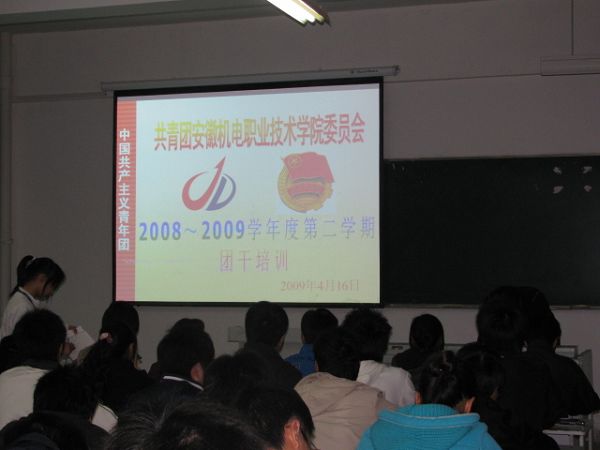 共青团安徽机电职业技术学院委员会
中国共产主义青年团
2008～2009学年度第二学期
团干培训
2009年4月16日